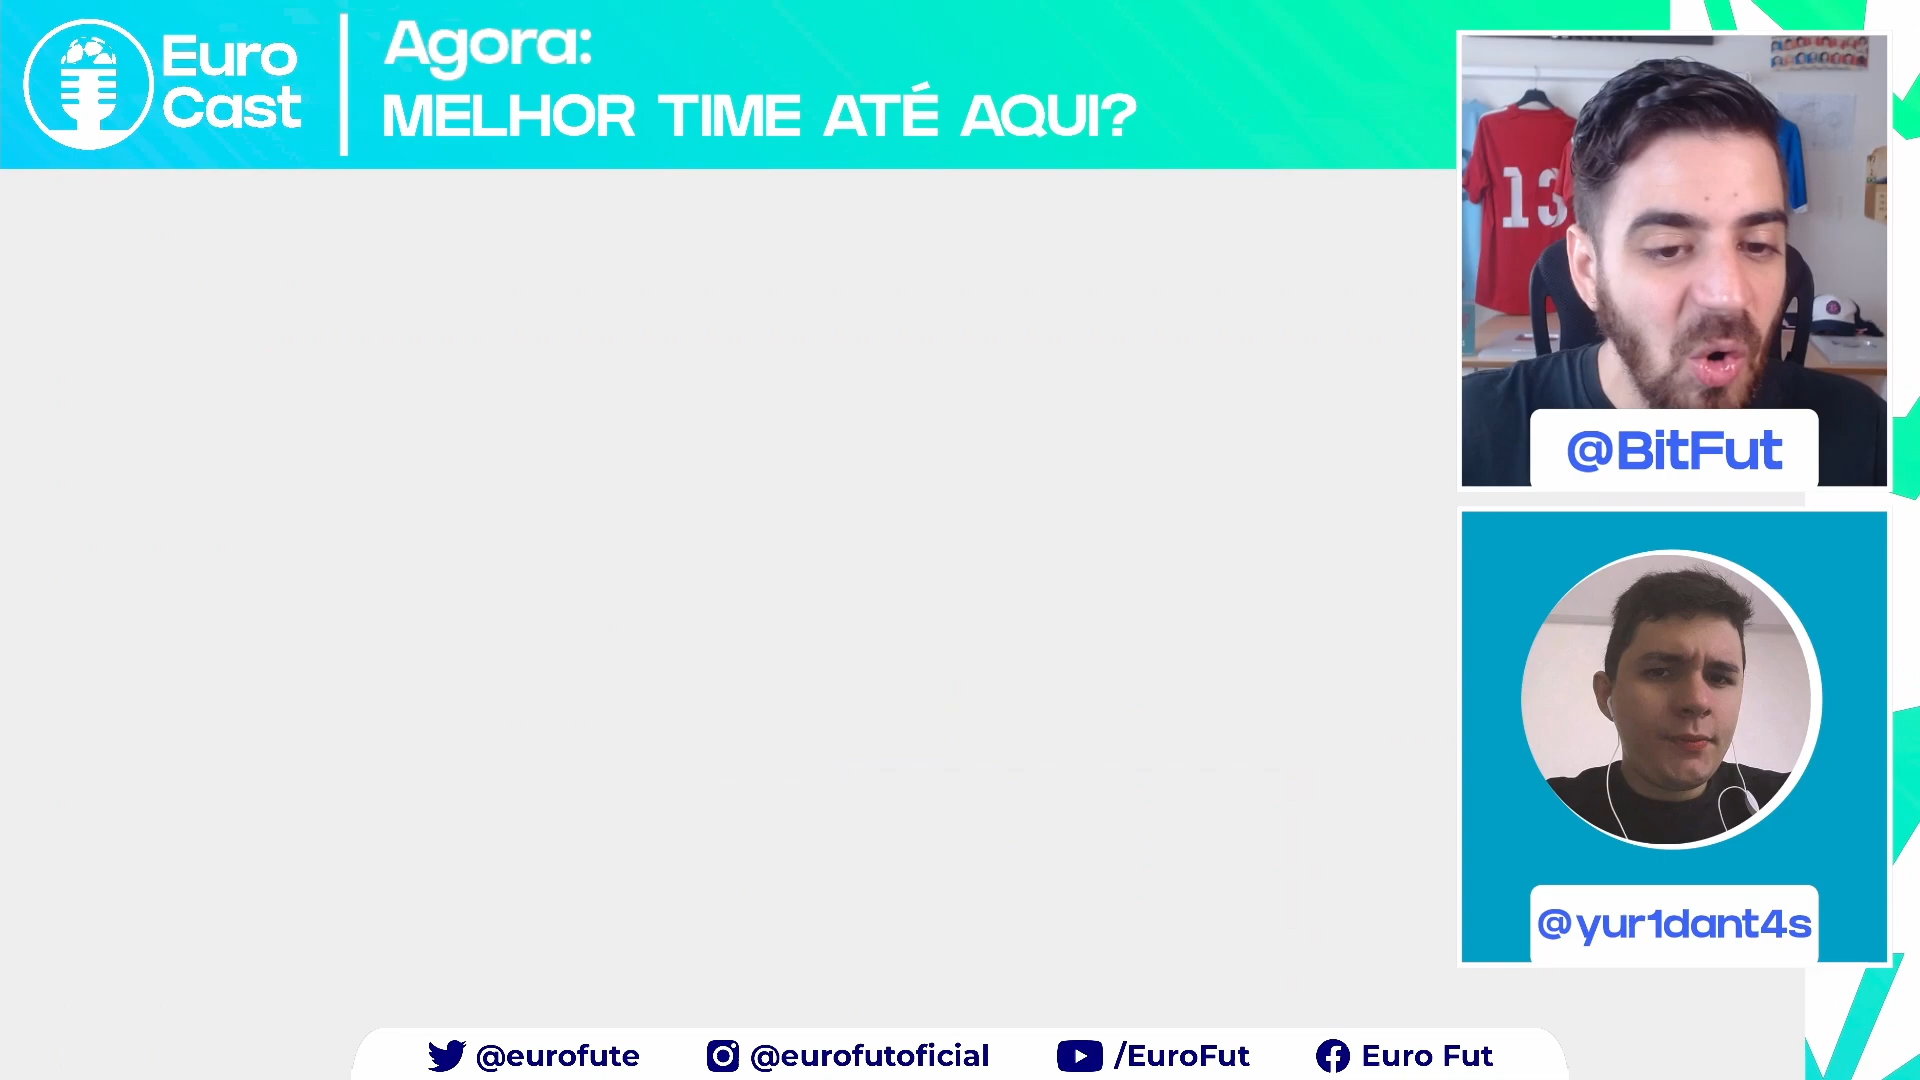 Euro
Cast
Agora:
MELHOR TIME ATÉ AQUI?
13
@BitFut
@yur1dant4s
@eurofute
@eurofutoficial
/EuroFut
Euro Fut